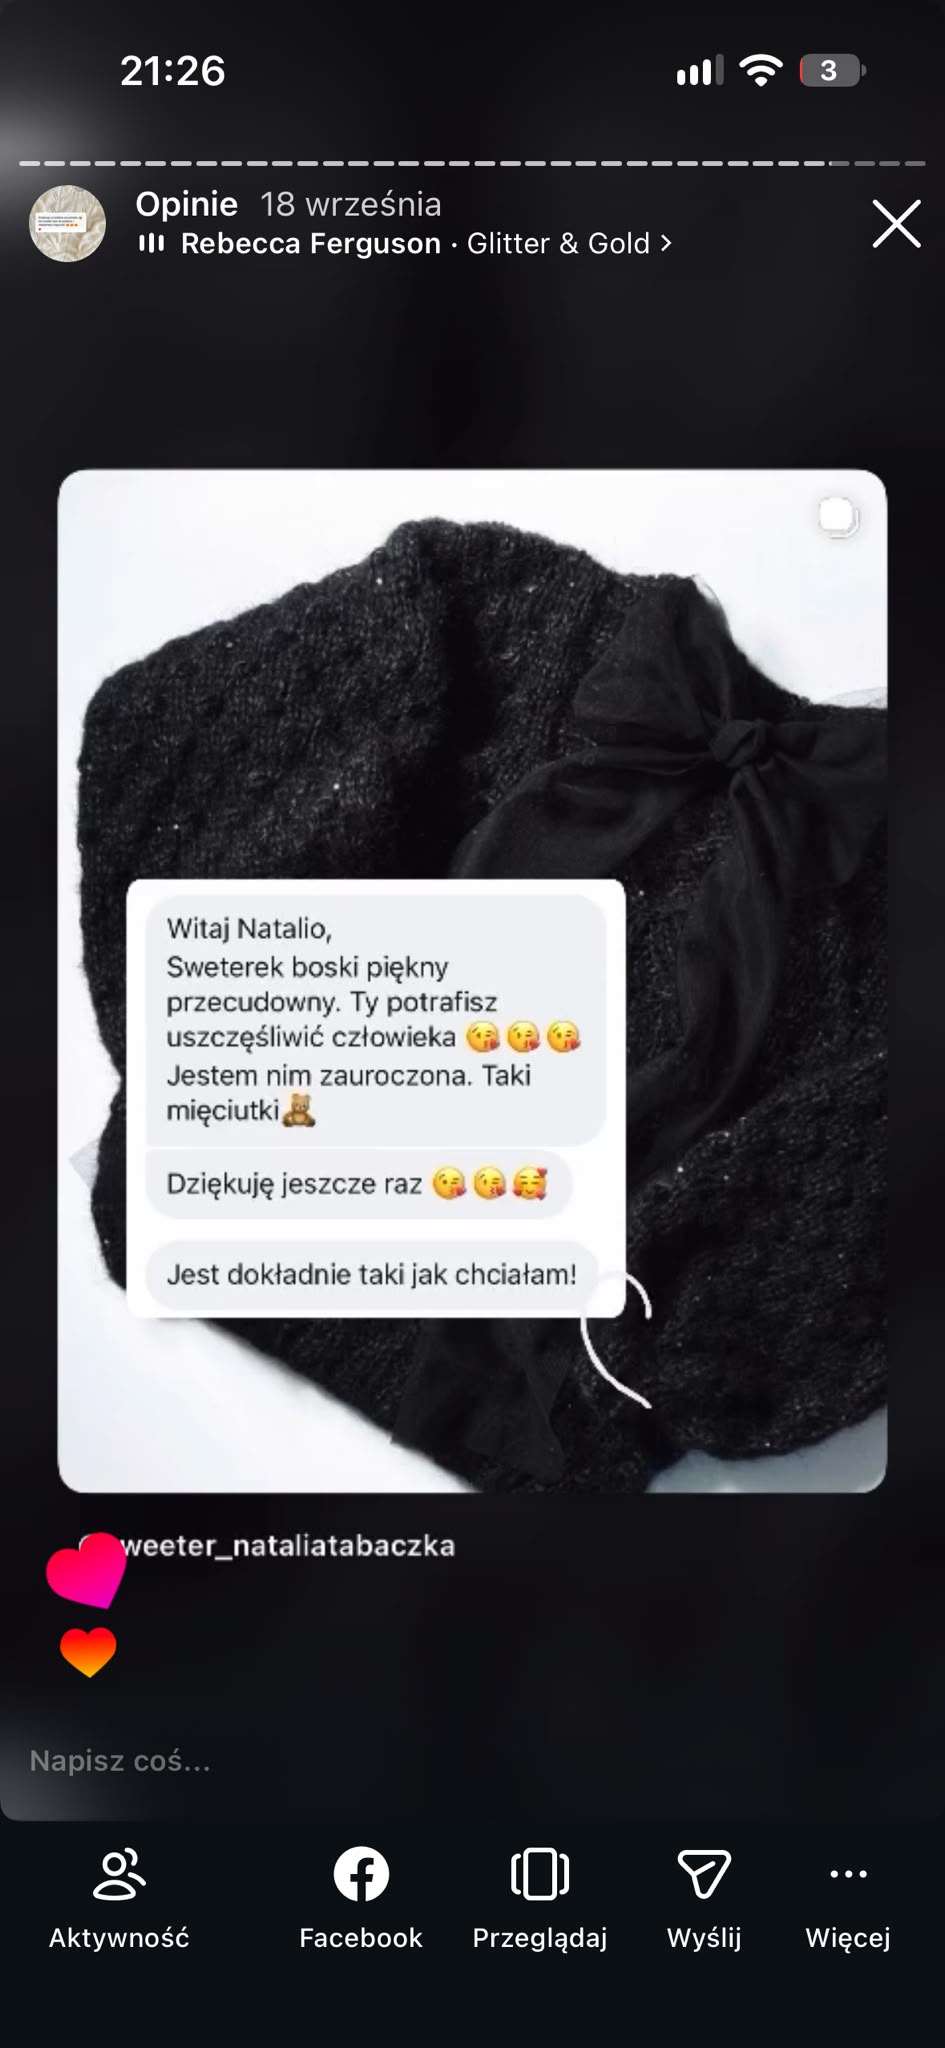 21:26
3
Opinie 18 września
Rebecca Ferguson · Glitter & Gold >
Witaj Natalio,
Sweterek boski piękny
przecudowny. Ty potrafisz
uszczęśliwić człowieka 😘😘😘
Jestem nim zauroczona. Taki
mięciutki🧸
Dziękuję jeszcze raz 😘😘🥰
Jest dokładnie taki jak chciałam!
weeter_nataliatabaczka
Napisz coś...
Aktywność Facebook Przeglądaj Wyślij Więcej